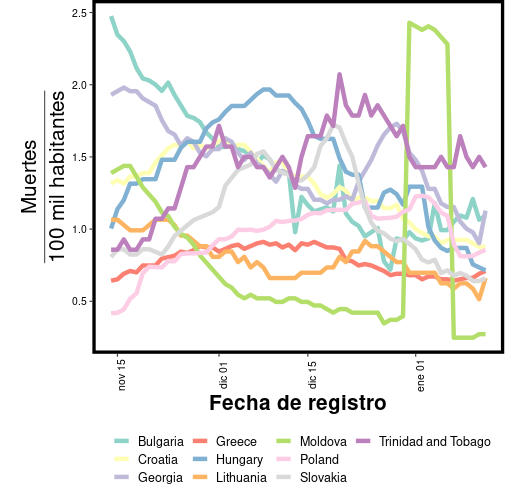 2.5
2.0
1.5
1.0
0.5
Muertes
100 mil habitantes
nov 15
dic 01
dic 15
ene 01
Fecha de registro
Bulgaria Greece Moldova Trinidad and Tobago
Croatia Hungary Poland
Georgia Lithuania Slovakia